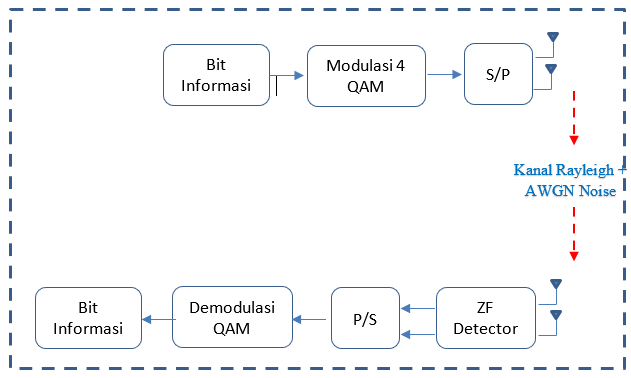 Bit
Informasi
Modulasi 4
QAM
S/P
Kanal Rayleigh +
AWGN Noise
Bit
Informasi
Demodulasi
QAM
P/S
ZF
Detector